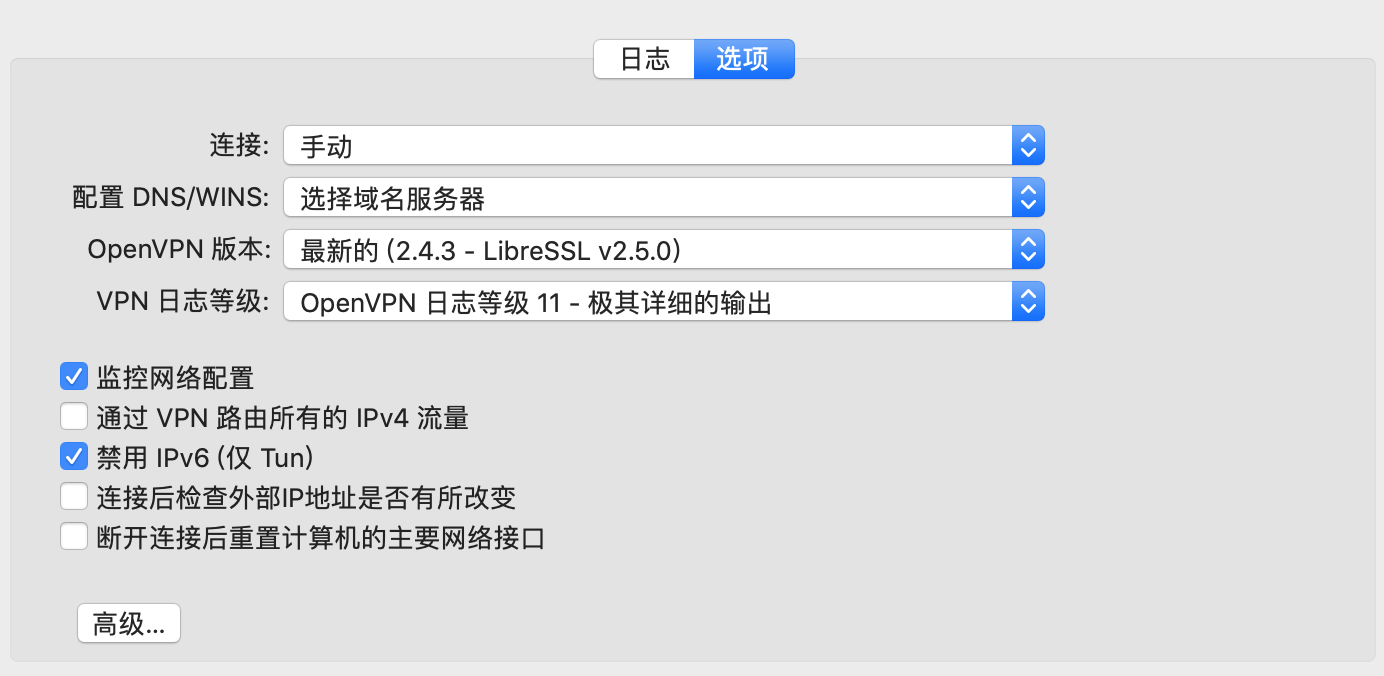 日志 选项
连接: 手动
配置 DNS/WINS: 选择域名服务器
OpenVPN 版本: 最新的 (2.4.3 - LibreSSL v2.5.0)
VPN 日志等级: OpenVPN 日志等级 11 - 极其详细的输出
监控网络配置
通过 VPN 路由所有的 IPv4 流量
禁用 IPv6 (仅 Tun)
连接后检查外部IP地址是否有所改变
断开连接后重置计算机的主要网络接口
高级...